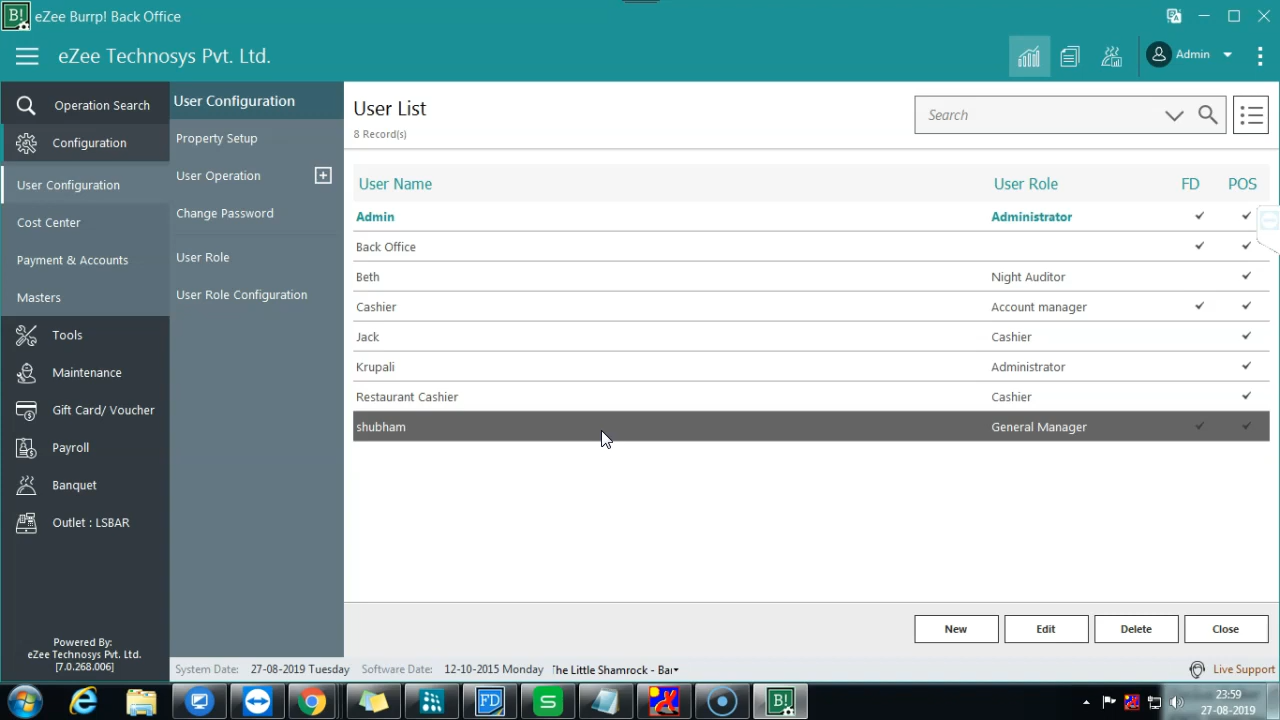 B! eZee Burrp! Back Office
eZee Technosys Pvt. Ltd.
Admin
Operation Search
Configuration
User Configuration
Cost Center
Payment & Accounts
Masters
Tools
Maintenance
Gift Card/ Voucher
Payroll
Banquet
Outlet : LSBAR
Powered By:
eZee Technosys Pvt. Ltd.
[7.0.268.006]
User Configuration
Property Setup
User Operation
Change Password
User Role
User Role Configuration
User List
8 Record(s)
Search
User Name User Role FD POS
Admin Administrator
Back Office
Beth Night Auditor
Cashier Account manager
Jack Cashier
Krupali Administrator
Restaurant Cashier Cashier
shubham General Manager
New Edit Delete Close
System Date: 27-08-2019 Tuesday Software Date: 12-10-2015 Monday The Little Shamrock - Bar
Live Support
FD S B!
23:59
27-08-2019